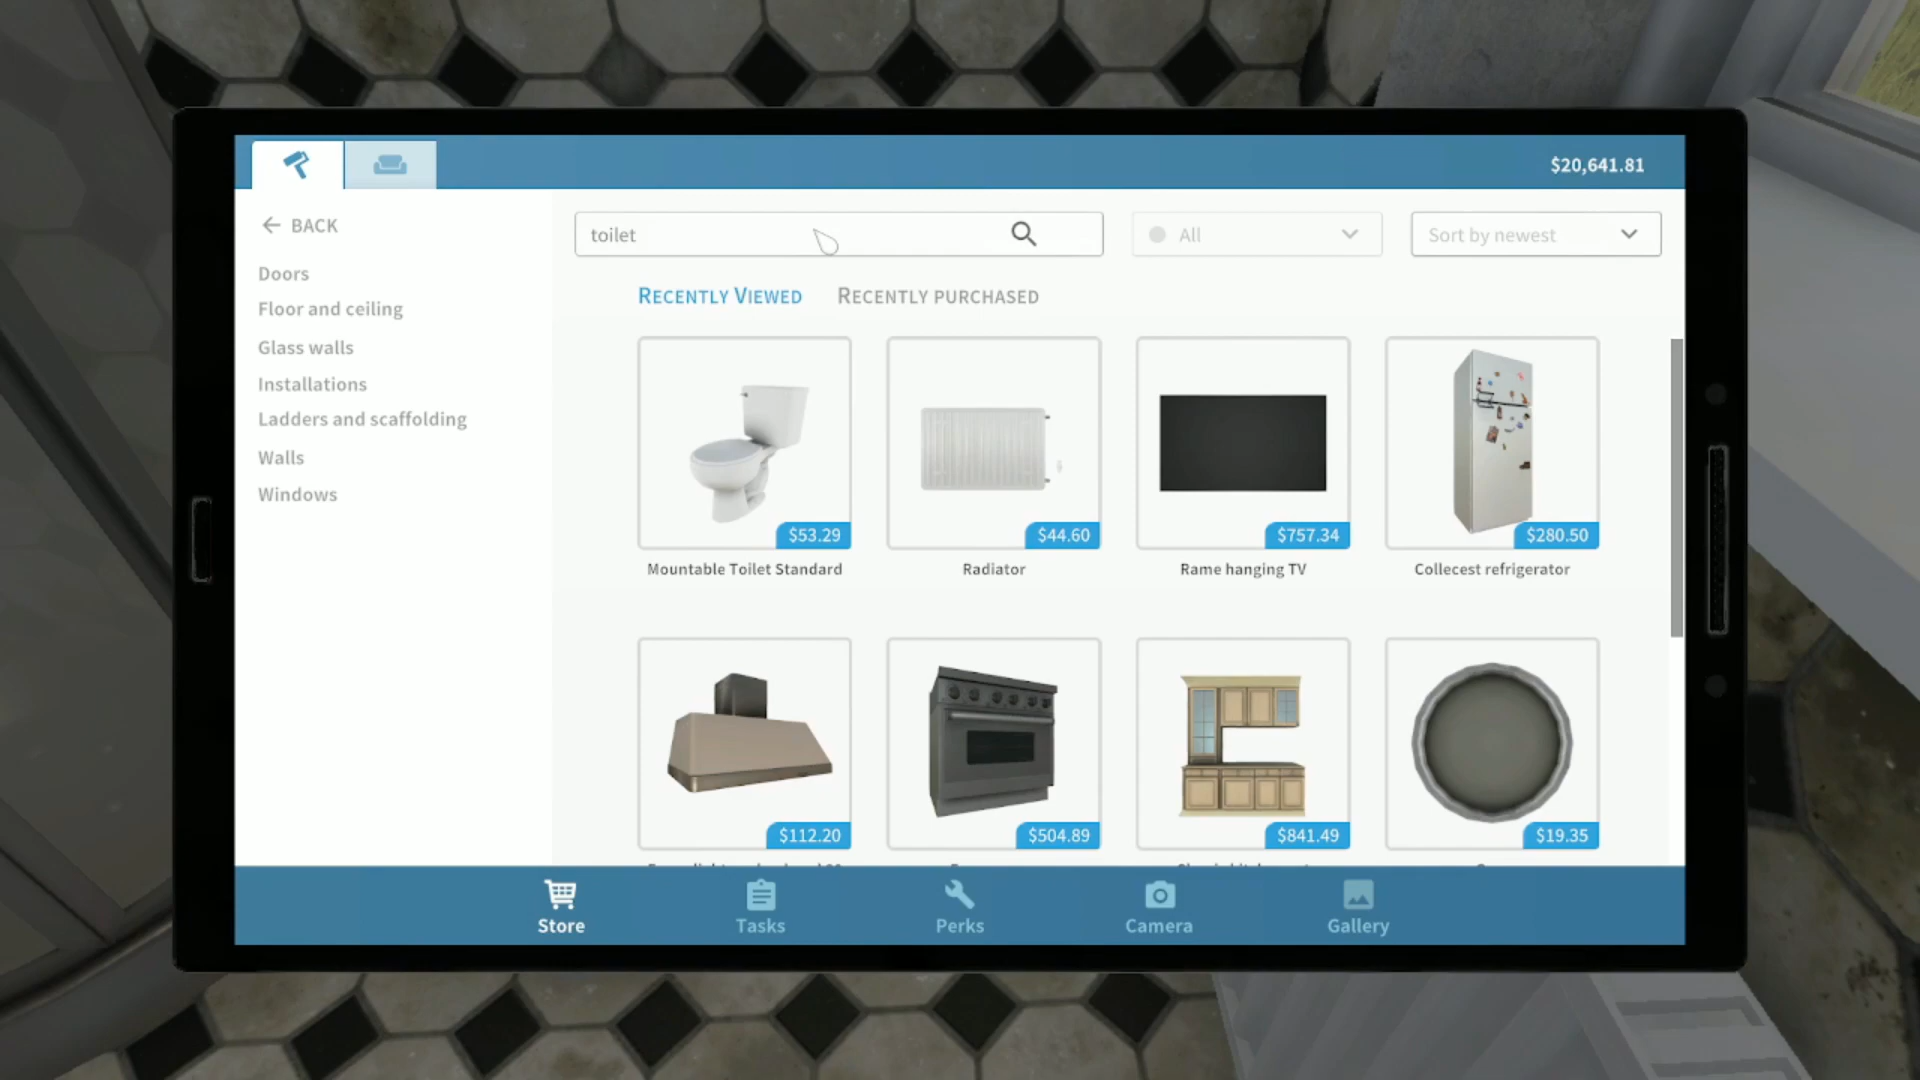 $20,641.81
BACK
toilet
All
Sort by newest
Doors
Floor and ceiling
Glass walls
Installations
Ladders and scaffolding
Walls
Windows
RECENTLY VIEWED
RECENTLY PURCHASED
$53.29
$44.60
$757.34
$280.50
Mountable Toilet Standard
Radiator
Rame hanging TV
Collecest refrigerator
$112.20
$504.89
$841.49
$19.35
Store
Tasks
Perks
Camera
Gallery